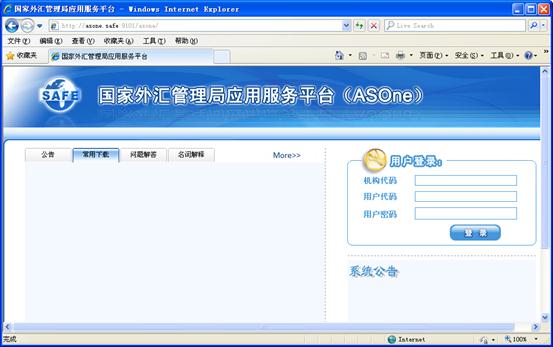 国家外汇管理局应用服务平台 - Windows Internet Explorer
http://asone.safe:9101/asone/
Live Search
文件(F) 编辑(E) 查看(V) 收藏夹(A) 工具(T) 帮助(H)
收藏夹 国家外汇管理局应用服务平台 页面(P) 安全(S) 工具(O)
SAFE 国家外汇管理局应用服务平台（ASOne）
公告 常用下载 问题解答 名词解释 More>>
用户登录:
机构代码
用户代码
用户密码
登 录
系统公告
完成 Internet 100%